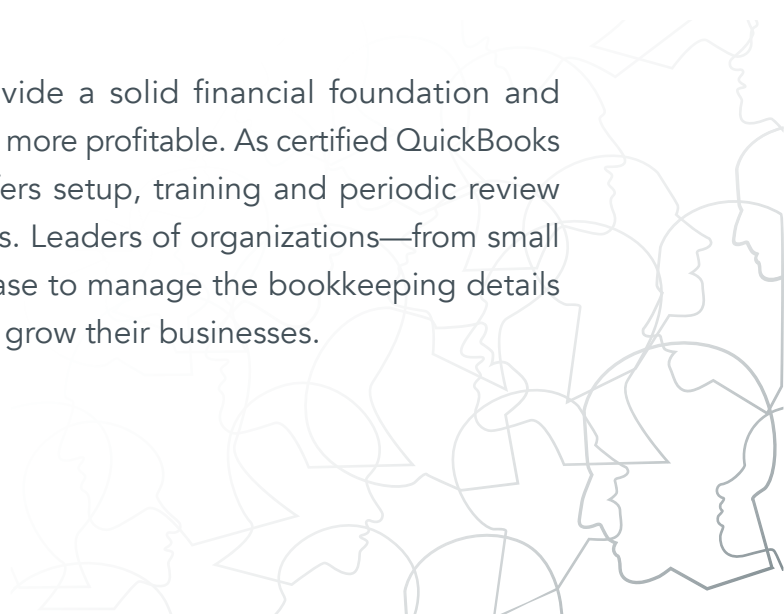 vide a solid financial foundation and
more profitable. As certified QuickBooks
ers setup, training and periodic review
s. Leaders of organizations—from small
ase to manage the bookkeeping details
grow their businesses.